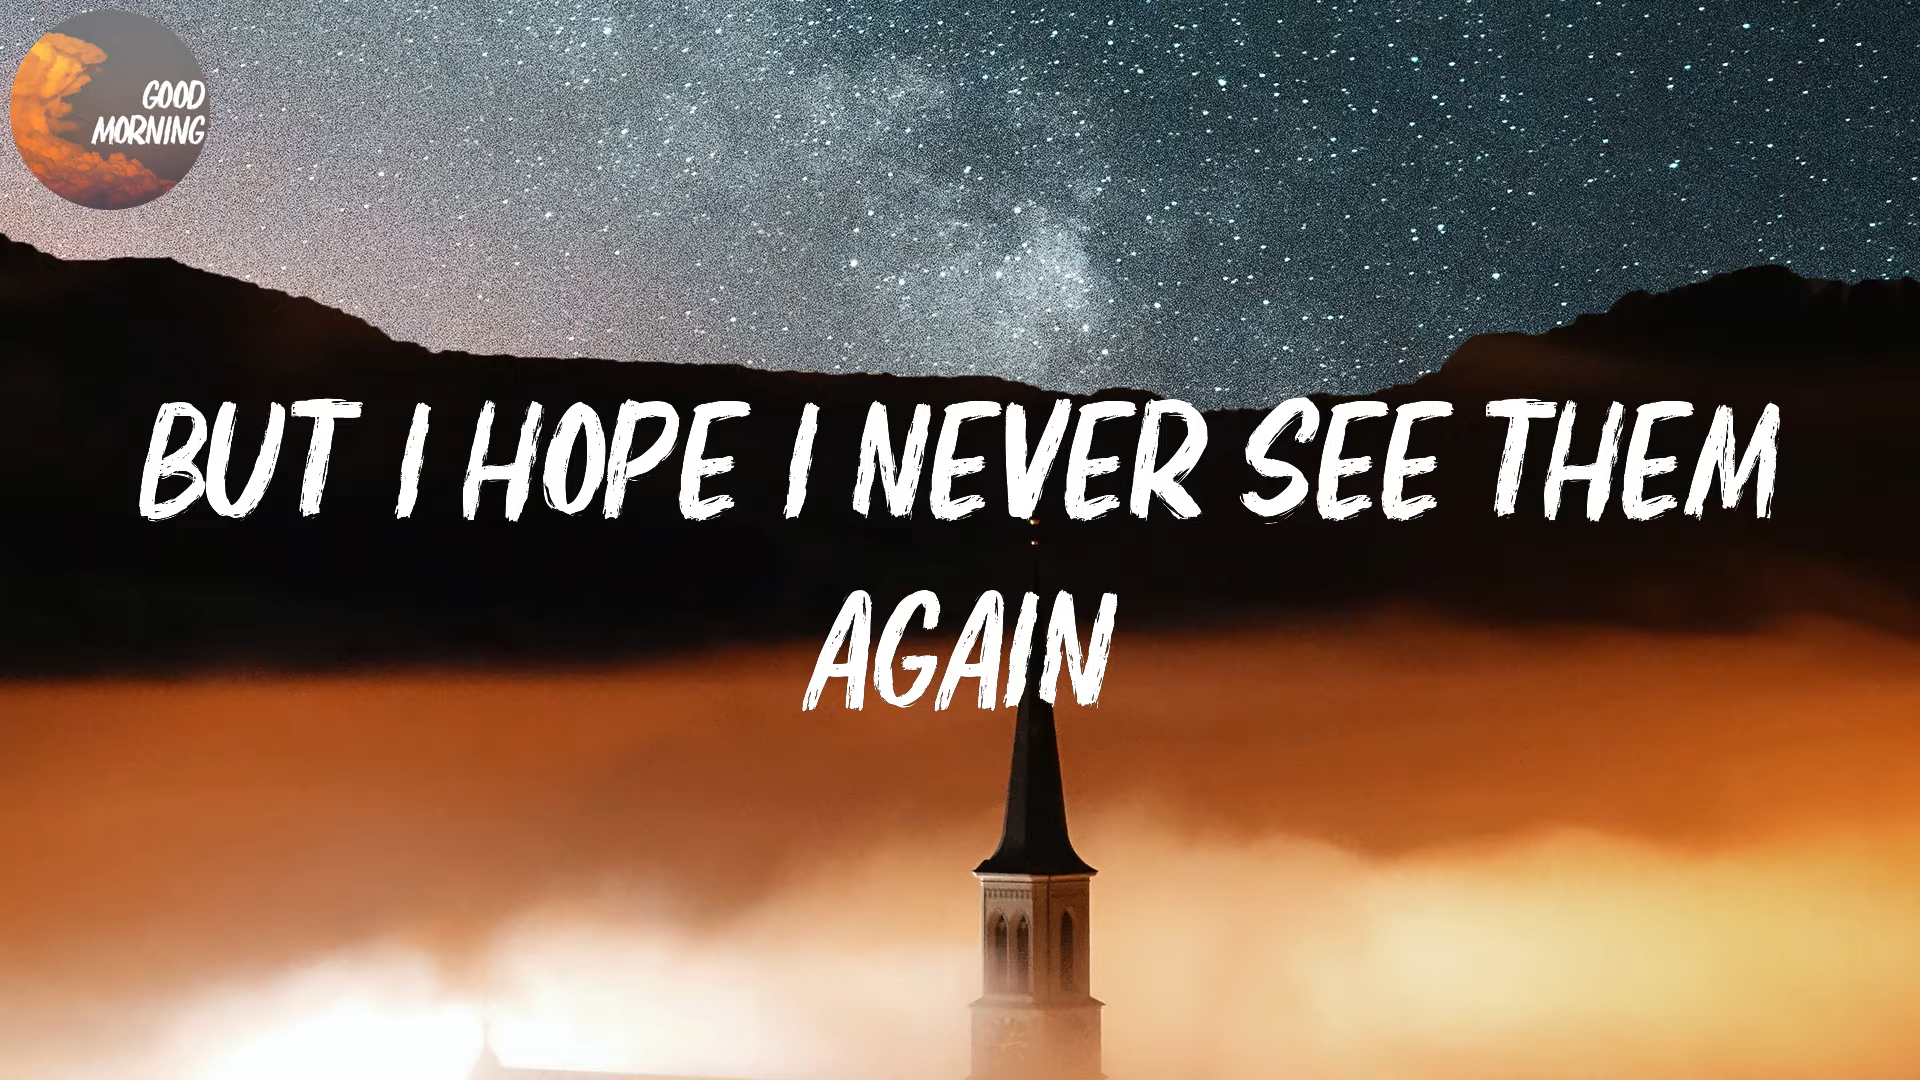 GOOD
MORNING
BUT I HOPE I NEVER SEE THEM
AGAIN